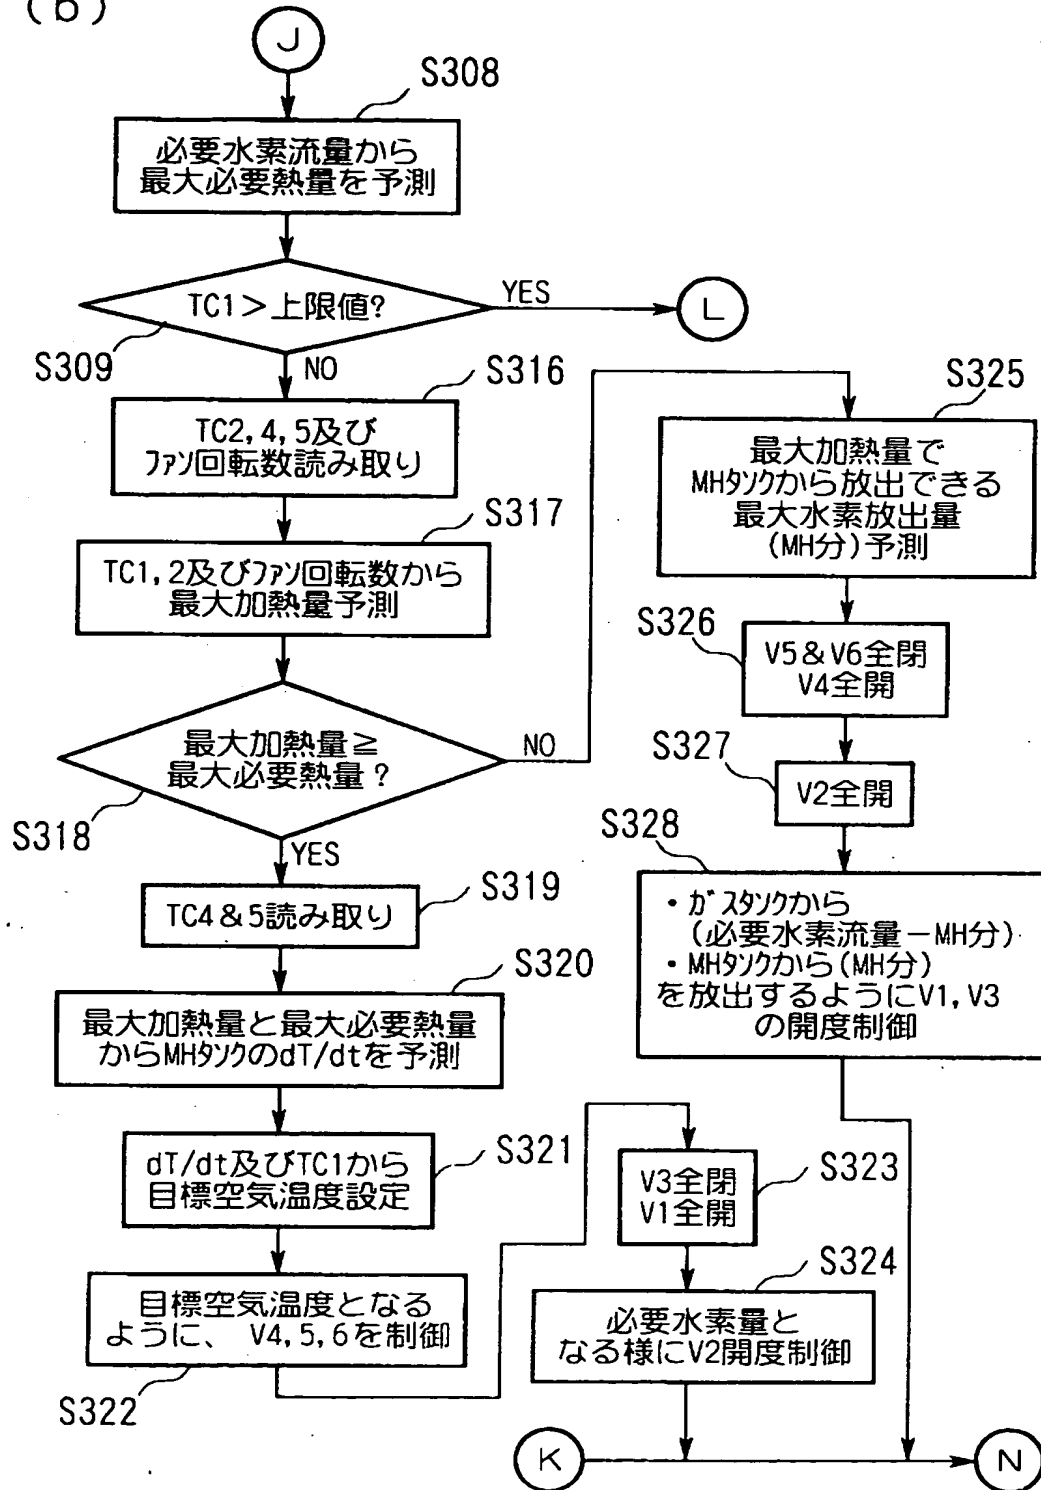 (b)
J
S308
必要水素流量から
最大必要熱量を予測
TC1>上限値?
YES
L
S309
NO
S316
TC2,4,5及び
ファン回転数読み取り
S317
TC1,2及びファン回転数から
最大加熱量予測
最大加熱量≧
最大必要熱量?
NO
S318
YES
S319
TC4&5読み取り
S320
最大加熱量と最大必要熱量
からMHタンクのdT/dtを予測
S321
dT/dt及びTC1から
目標空気温度設定
目標空気温度となる
ように、 V4,5,6を制御
S322
S325
最大加熱量で
MHタンクから放出できる
最大水素放出量
(MH分)予測
S326
V5&V6全閉
V4全開
S327
V2全開
S328
・ガスタンクから
(必要水素流量-MH分)
・MHタンクから(MH分)
を放出するようにV1,V3
の開度制御
S323
V3全閉
V1全開
S324
必要水素量と
なる様にV2開度制御
K
N